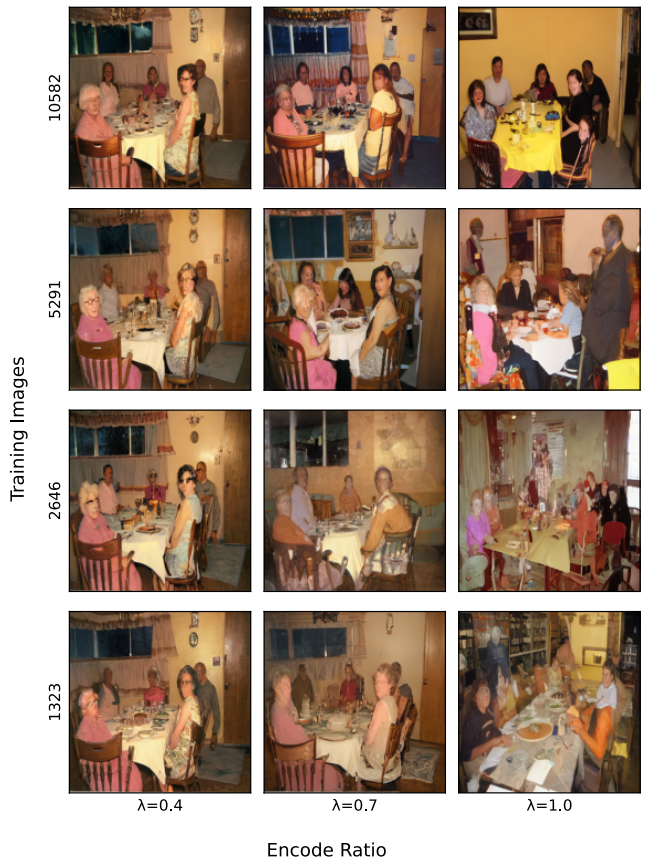 10582
5291
2646
1323
Training Images
λ=0.4 λ=0.7 λ=1.0
Encode Ratio